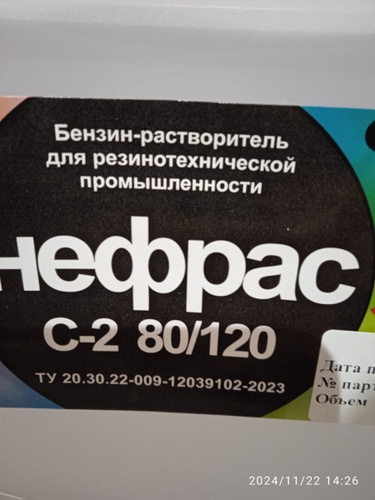 Бензин-растворитель
для резинотехнической
промышленности
нефрас
С-2 80/120
ТУ 20.30.22-009-12039102-2023
Дата
№
Объем
2024/11/22 14:26